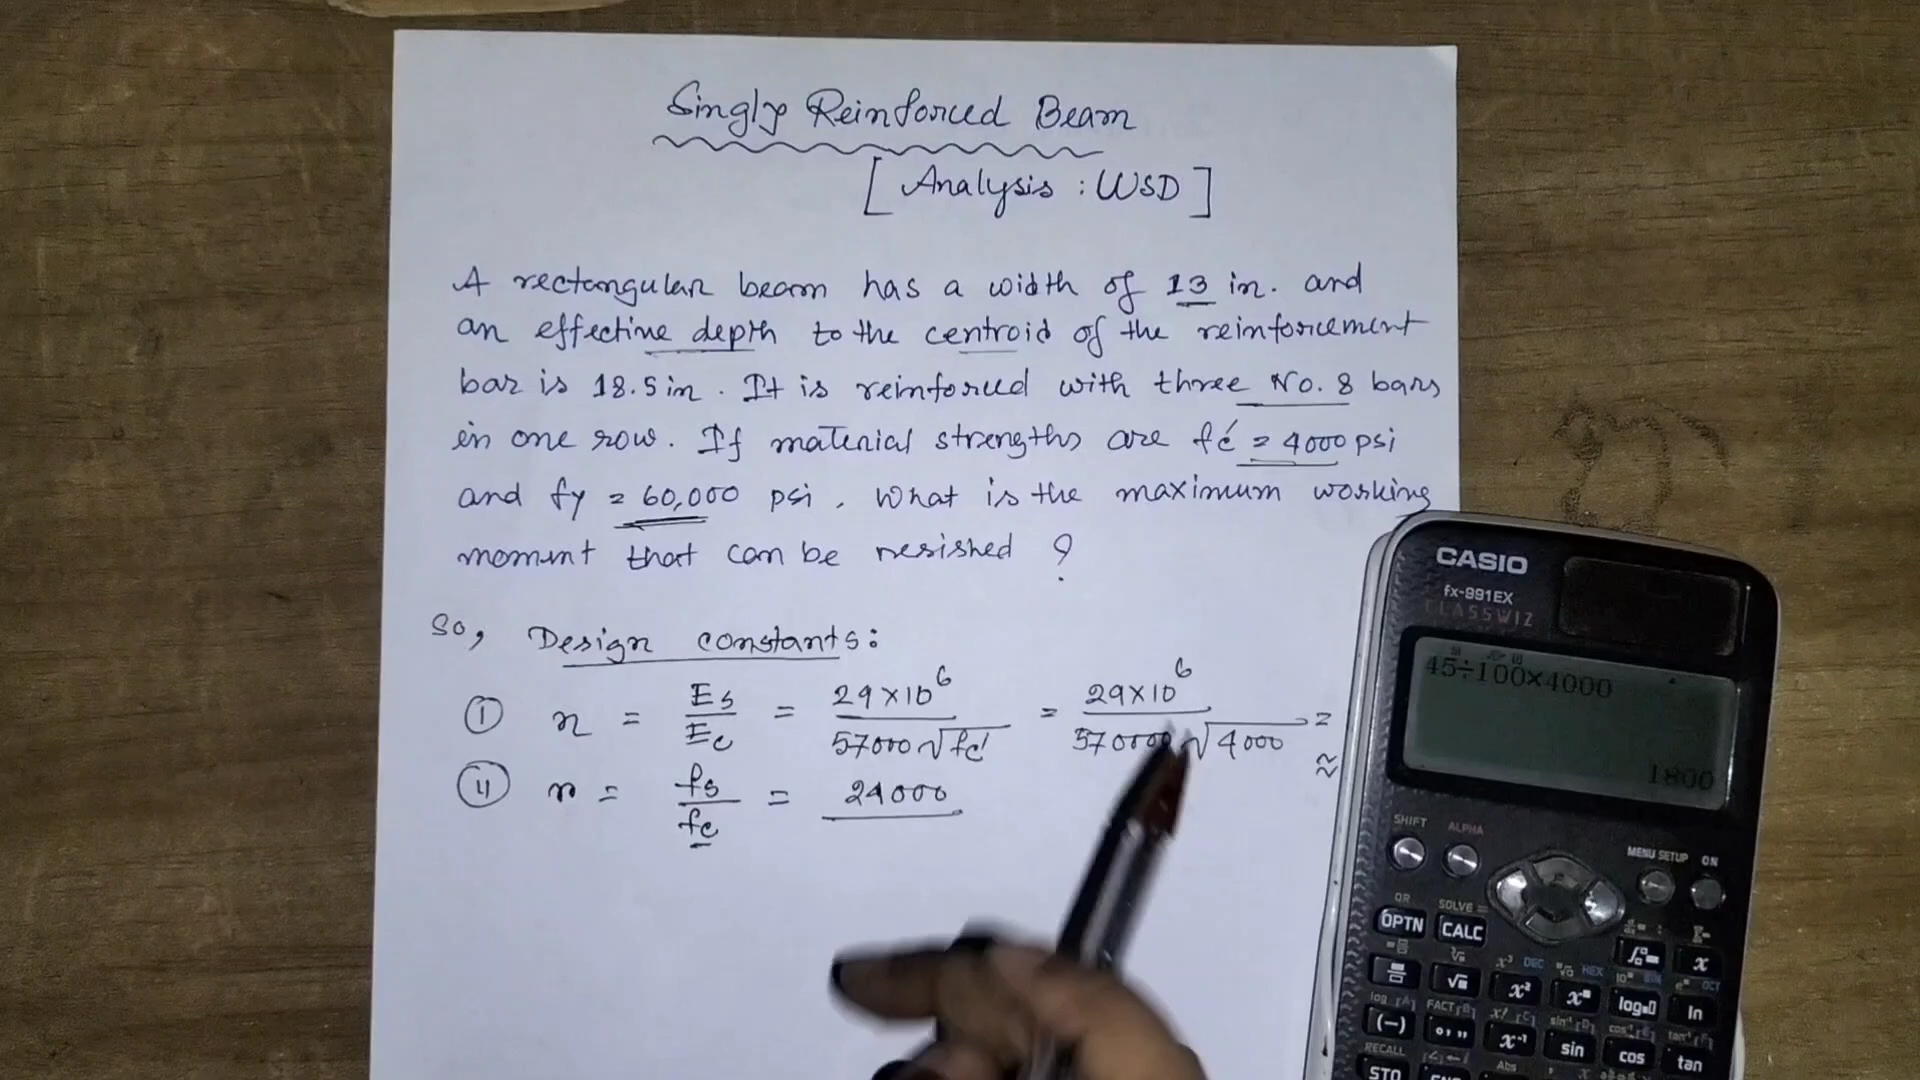 Singly Reinforced Beam
[Analysis : WSD]
A rectangular beam has a width of 13 in. and
an effective depth to the centroid of the reinforcement
bar is 18.5 in. It is reinforced with three No. 8 bars
in one row. If material strengths are fc' = 4000 psi
and fy = 60,000 psi, what is the maximum working
moment that can be resished ?
So, Design constants:
(i) n = Es/Ec = 29×10^6/57000√fc' = 29×10^6/57000√4000 =
≈
(ii) r = fs/fc = 24000
CASIO
fx-991EX
CLASSWIZ
45÷100×4000
1800
SHIFT ALPHA MENU SETUP ON
OPTN CALC SOLVE = x
log ln
(-) sin cos tan
RECALL
STO ENG